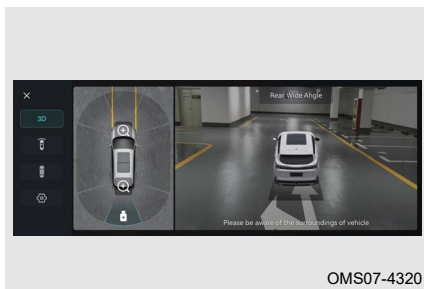 3D
Rear Wide Angle
Please be aware of the surroundings of vehicle
OMS07-4320